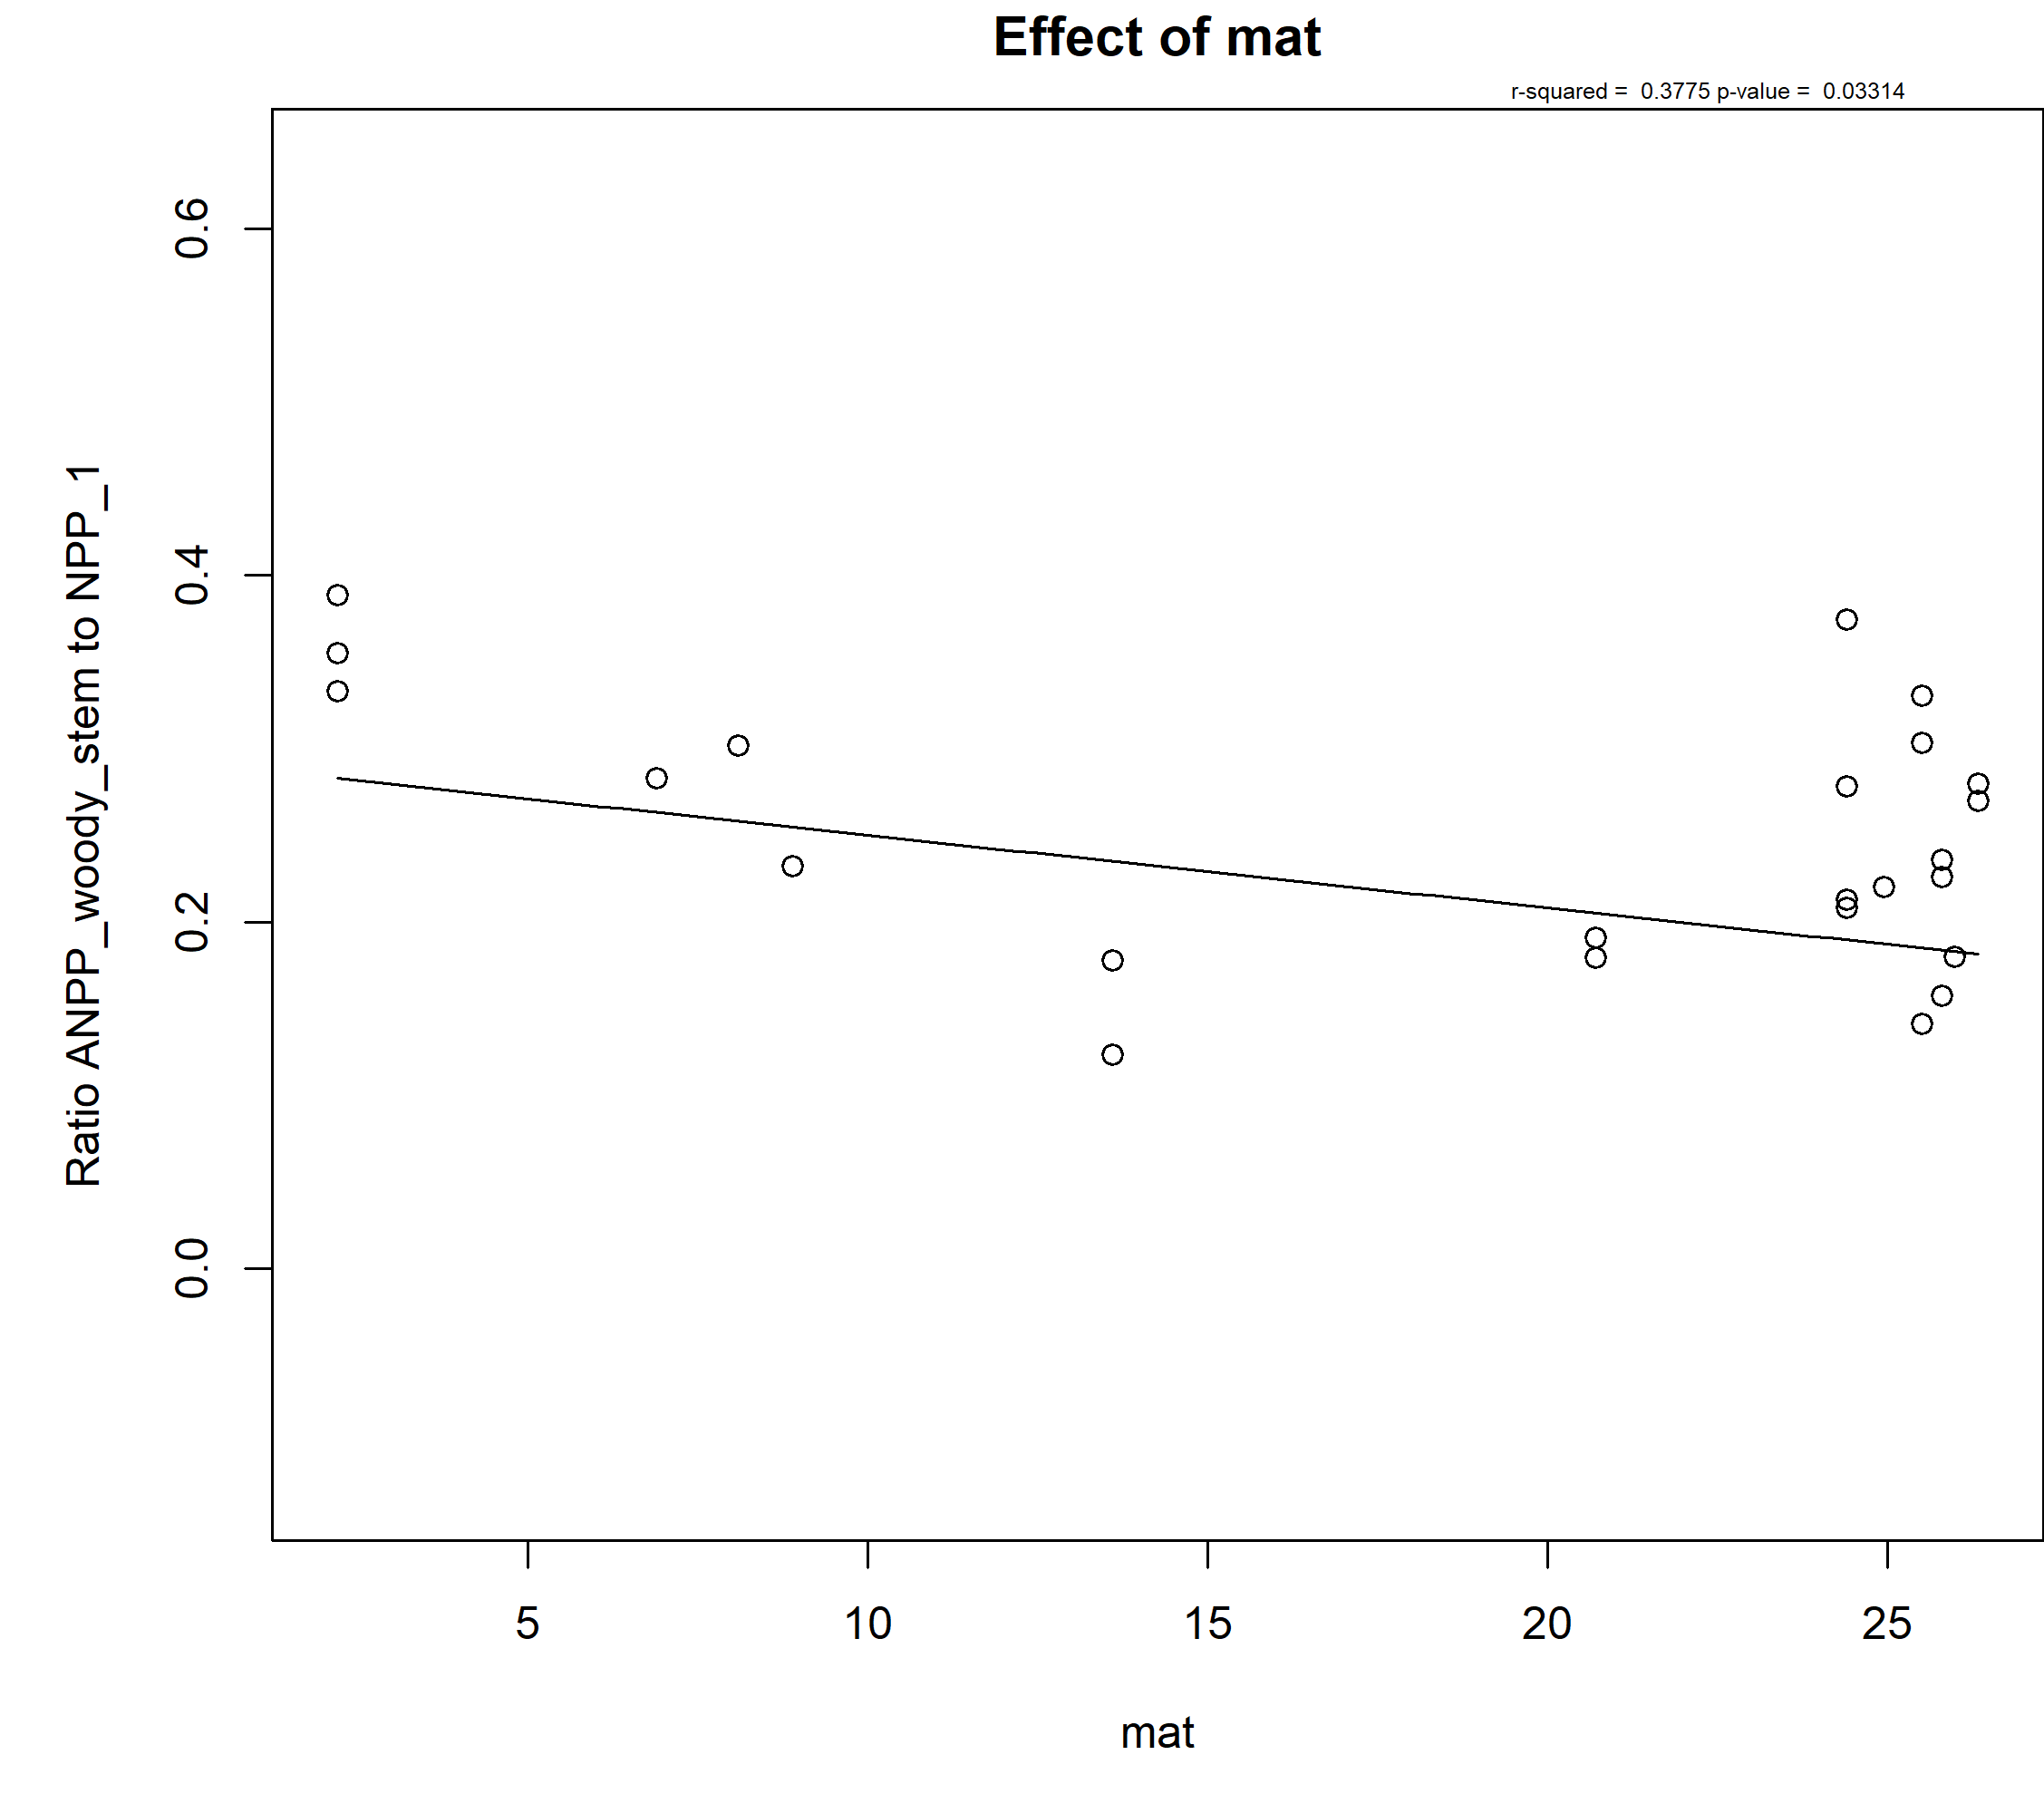 Effect of mat
r-squared = 0.3775 p-value = 0.03314
Ratio ANPP_woody_stem to NPP_1
0.6
0.4
0.2
0.0
5 10 15 20 25
mat